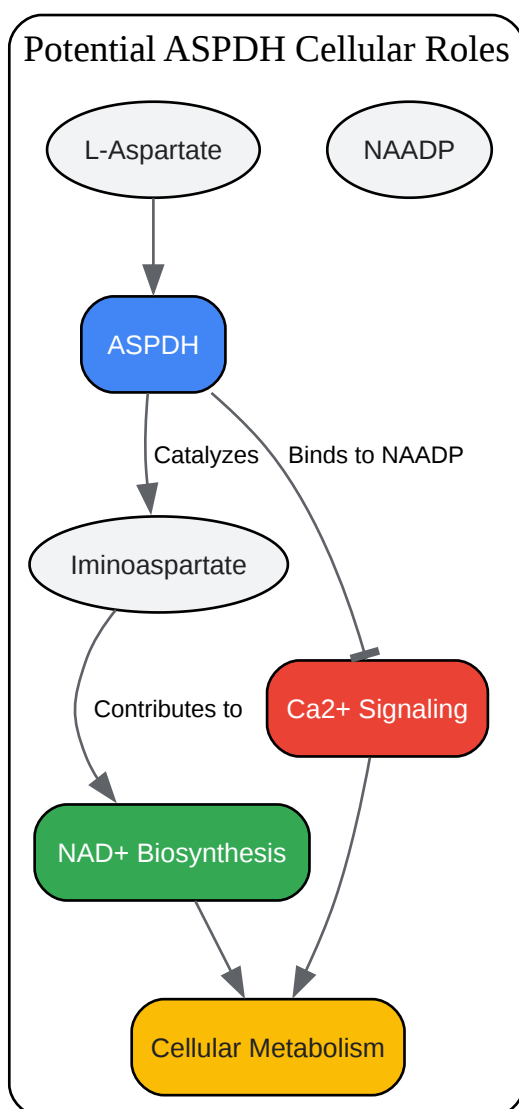 Potential ASPDH Cellular Roles
L-Aspartate
NAADP
ASPDH
Catalyzes
Binds to NAADP
Iminoaspartate
Contributes to
Ca2+ Signaling
NAD+ Biosynthesis
Cellular Metabolism